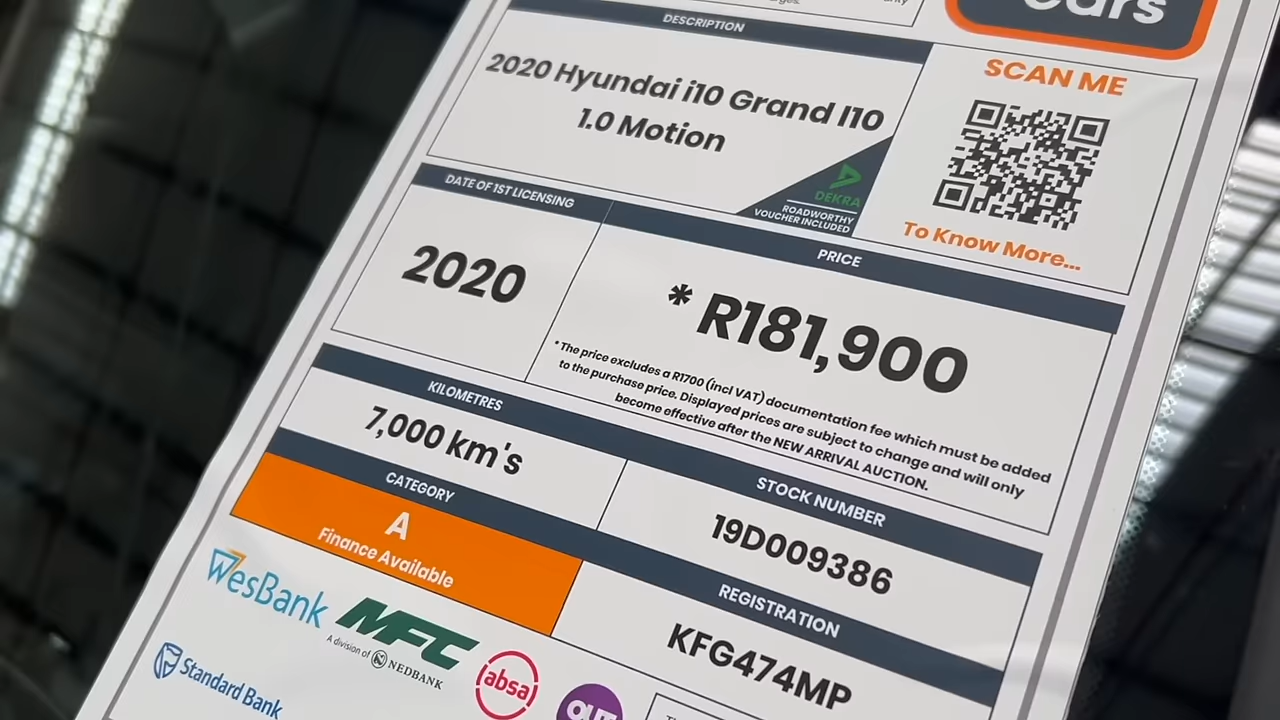 Cars
DESCRIPTION
2020 Hyundai i10 Grand I10
1.0 Motion
DEKRA
ROADWORTHY
VOUCHER INCLUDED
SCAN ME
To Know More...
DATE OF 1ST LICENSING
2020
PRICE
* R181,900
* The price excludes a R1700 (incl VAT) documentation fee which must be added
to the purchase price. Displayed prices are subject to change and will only
become effective after the NEW ARRIVAL AUCTION.
KILOMETRES
7,000 km's
STOCK NUMBER
19D009386
CATEGORY
A
Finance Available
REGISTRATION
KFG474MP
WesBank
MFC
A division of NEDBANK
absa
Standard Bank
OUT